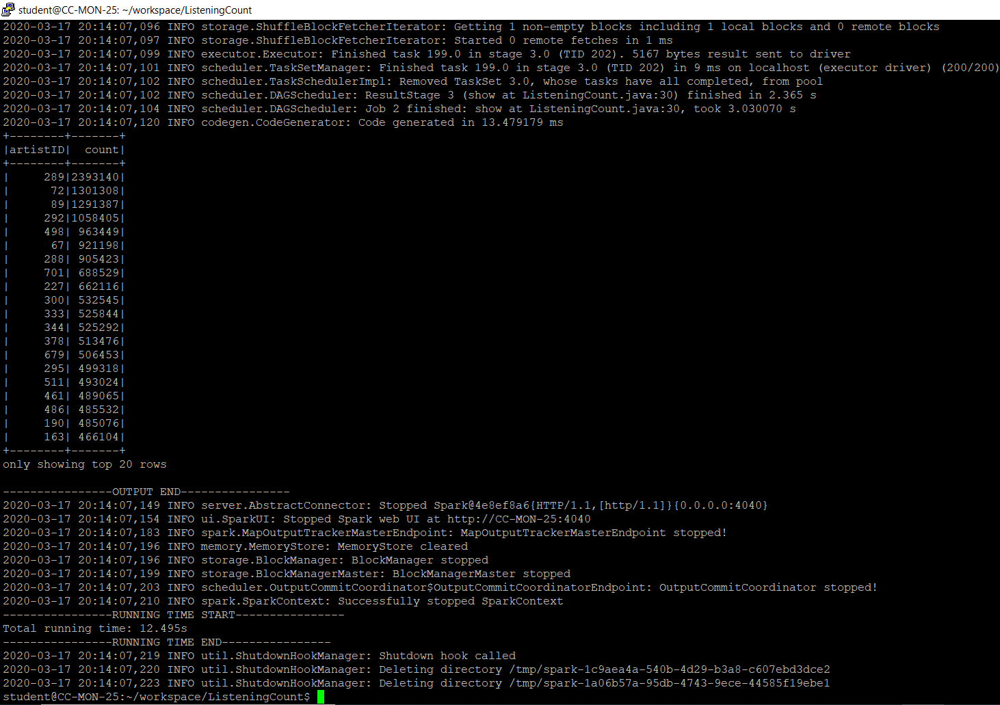 student@CC-MON-25: ~/workspace/ListeningCount
2020-03-17 20:14:07,096 INFO storage.ShuffleBlockFetcherIterator: Getting 1 non-empty blocks including 1 local blocks and 0 remote blocks
2020-03-17 20:14:07,097 INFO storage.ShuffleBlockFetcherIterator: Started 0 remote fetches in 1 ms
2020-03-17 20:14:07,099 INFO executor.Executor: Finished task 199.0 in stage 3.0 (TID 202). 5167 bytes result sent to driver
2020-03-17 20:14:07,101 INFO scheduler.TaskSetManager: Finished task 199.0 in stage 3.0 (TID 202) in 9 ms on localhost (executor driver) (200/200)
2020-03-17 20:14:07,102 INFO scheduler.TaskSchedulerImpl: Removed TaskSet 3.0, whose tasks have all completed, from pool
2020-03-17 20:14:07,102 INFO scheduler.DAGScheduler: ResultStage 3 (show at ListeningCount.java:30) finished in 2.365 s
2020-03-17 20:14:07,104 INFO scheduler.DAGScheduler: Job 2 finished: show at ListeningCount.java:30, took 3.030070 s
2020-03-17 20:14:07,120 INFO codegen.CodeGenerator: Code generated in 13.479179 ms
+--------+-------+
|artistID|  count|
+--------+-------+
|     289|2393140|
|      72|1301308|
|      89|1291387|
|     292|1058405|
|     498| 963449|
|      67| 921198|
|     288| 905423|
|     701| 688529|
|     227| 662116|
|     300| 532545|
|     333| 525844|
|     344| 525292|
|     378| 513476|
|     679| 506453|
|     295| 499318|
|     511| 493024|
|     461| 489065|
|     486| 485532|
|     190| 485076|
|     163| 466104|
+--------+-------+
only showing top 20 rows
----------------OUTPUT END----------------
2020-03-17 20:14:07,149 INFO server.AbstractConnector: Stopped Spark@4e8ef8a6{HTTP/1.1,[http/1.1]}{0.0.0.0:4040}
2020-03-17 20:14:07,154 INFO ui.SparkUI: Stopped Spark web UI at http://CC-MON-25:4040
2020-03-17 20:14:07,183 INFO spark.MapOutputTrackerMasterEndpoint: MapOutputTrackerMasterEndpoint stopped!
2020-03-17 20:14:07,196 INFO memory.MemoryStore: MemoryStore cleared
2020-03-17 20:14:07,196 INFO storage.BlockManager: BlockManager stopped
2020-03-17 20:14:07,199 INFO storage.BlockManagerMaster: BlockManagerMaster stopped
2020-03-17 20:14:07,203 INFO scheduler.OutputCommitCoordinator$OutputCommitCoordinatorEndpoint: OutputCommitCoordinator stopped!
2020-03-17 20:14:07,210 INFO spark.SparkContext: Successfully stopped SparkContext
----------------RUNNING TIME START----------------
Total running time: 12.495s
----------------RUNNING TIME END----------------
2020-03-17 20:14:07,219 INFO util.ShutdownHookManager: Shutdown hook called
2020-03-17 20:14:07,220 INFO util.ShutdownHookManager: Deleting directory /tmp/spark-1c9aea4a-540b-4d29-b3a8-c607ebd3dce2
2020-03-17 20:14:07,223 INFO util.ShutdownHookManager: Deleting directory /tmp/spark-1a06b57a-95db-4743-9ece-44585f19ebe1
student@CC-MON-25:~/workspace/ListeningCount$